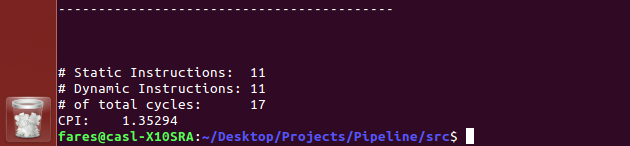 ------------------------------------------
# Static Instructions:  11
# Dynamic Instructions: 11
# of total cycles:      17
CPI:    1.35294
fares@casl-X10SRA:~/Desktop/Projects/Pipeline/src$